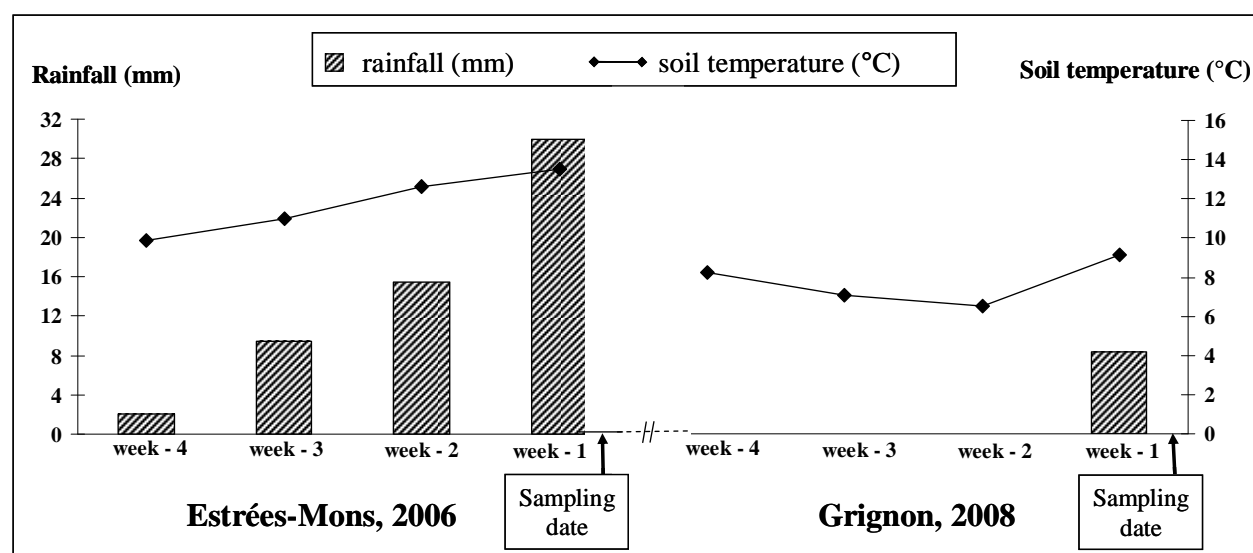 rainfall (mm) soil temperature (°C)
Rainfall (mm) Soil temperature (°C)
32
28
24
20
16
12
8
4
0
16
14
12
10
8
6
4
2
0
week - 4 week - 3 week - 2 week - 1 week - 4 week - 3 week - 2 week - 1
Estrées-Mons, 2006
Sampling
date
Grignon, 2008
Sampling
date